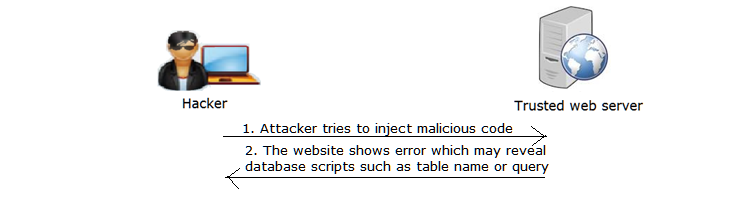 Hacker
Trusted web server
1. Attacker tries to inject malicious code
2. The website shows error which may reveal
database scripts such as table name or query